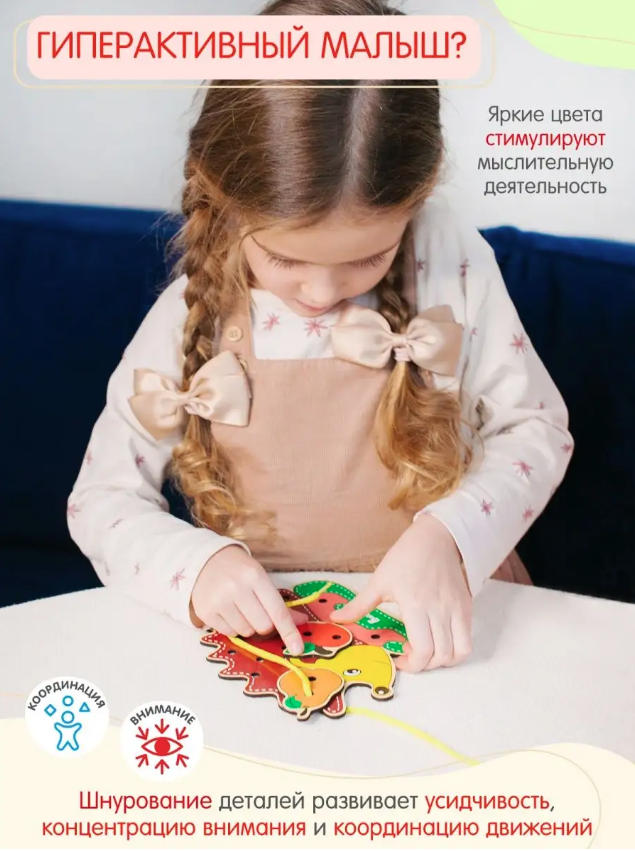 ГИПЕРАКТИВНЫЙ МАЛЫШ?
Яркие цвета
стимулируют
мыслительную
деятельность
КООРДИНАЦИЯ
ВНИМАНИЕ
Шнурование деталей развивает усидчивость,
концентрацию внимания и координацию движений